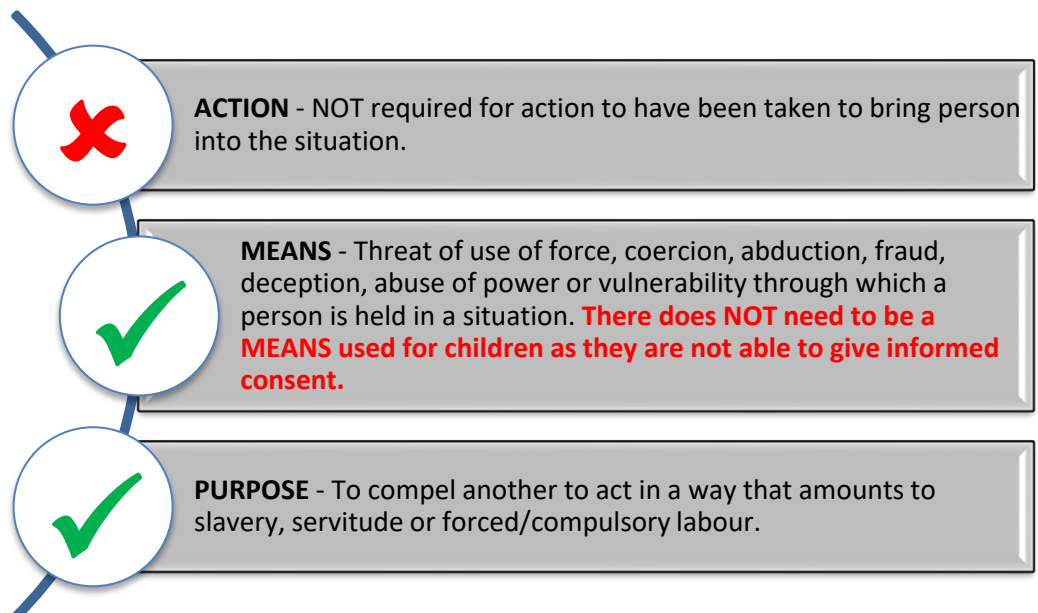 ACTION - NOT required for action to have been taken to bring person
into the situation.
MEANS - Threat of use of force, coercion, abduction, fraud,
deception, abuse of power or vulnerability through which a
person is held in a situation. There does NOT need to be a
MEANS used for children as they are not able to give informed
consent.
PURPOSE - To compel another to act in a way that amounts to
slavery, servitude or forced/compulsory labour.